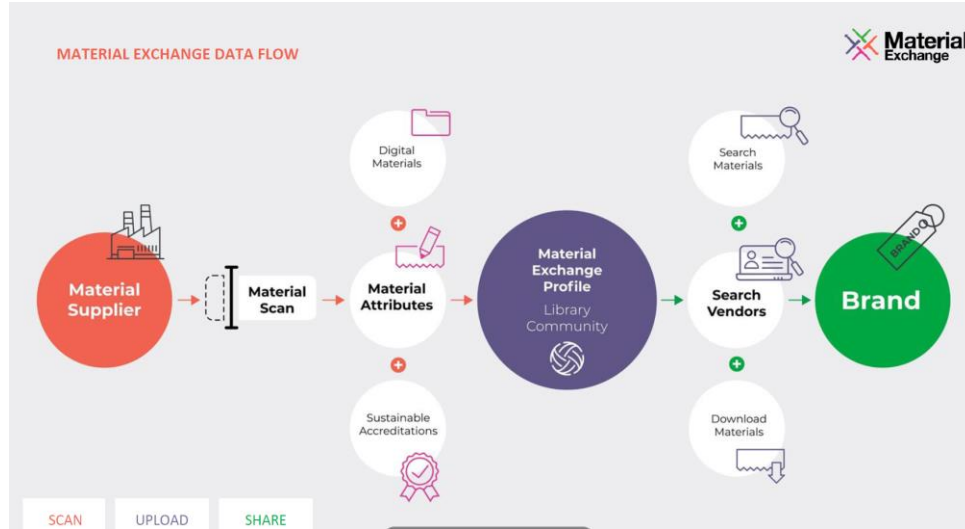 MATERIAL EXCHANGE DATA FLOW
Material
Exchange
Digital
Materials
Search
Materials
Material
Supplier
Material
Scan
Material
Attributes
Material
Exchange
Profile
Library
Community
Search
Vendors
BRAND
Brand
Sustainable
Accreditations
Download
Materials
SCAN
UPLOAD
SHARE